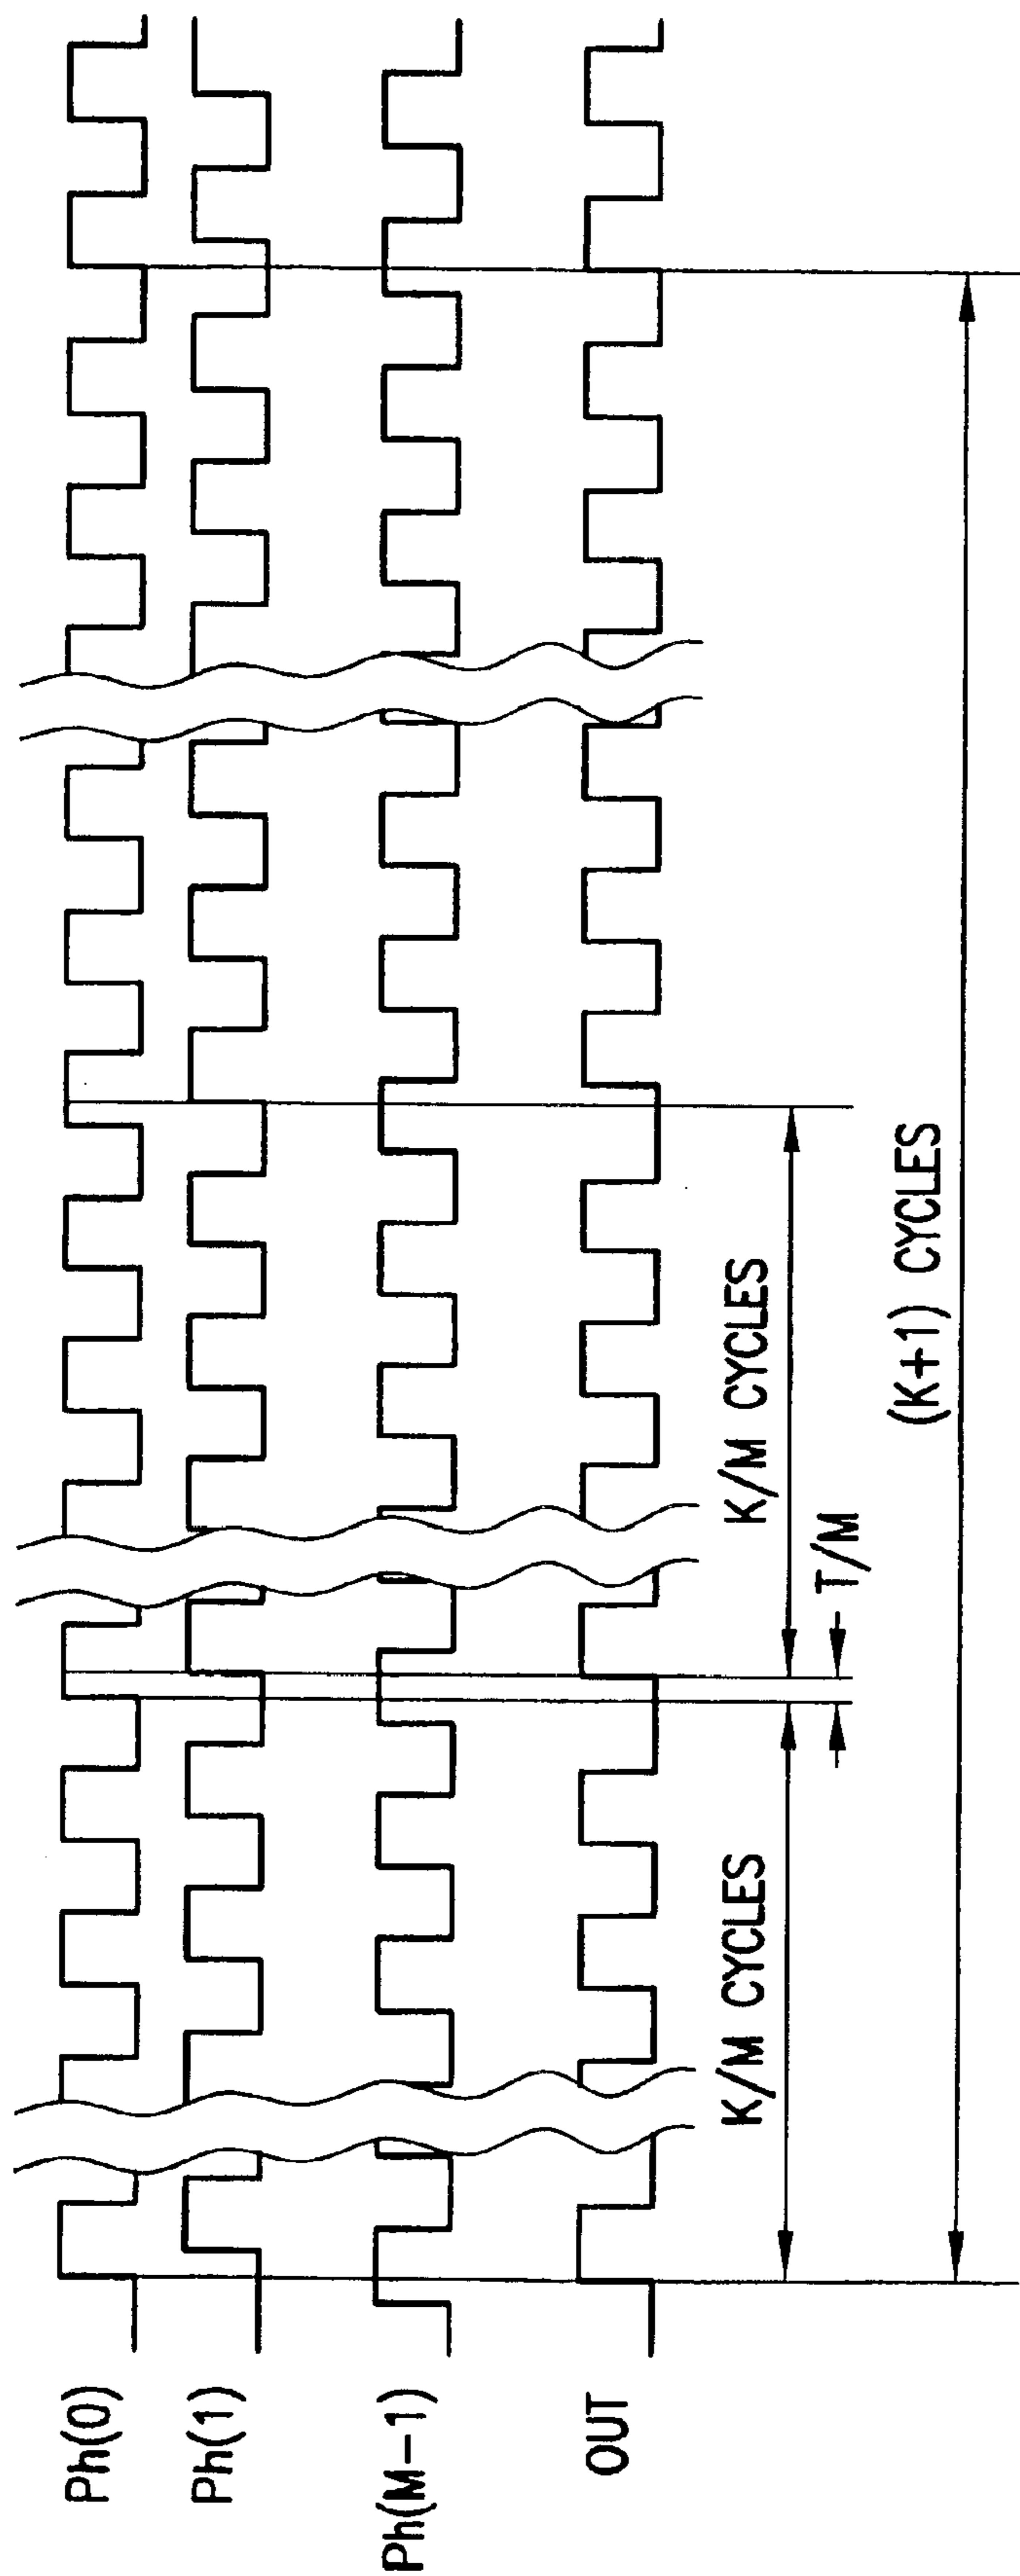 Ph(0)
Ph(1)
Ph(M-1)
OUT
K/M CYCLES
K/M CYCLES
T/M
(K+1) CYCLES